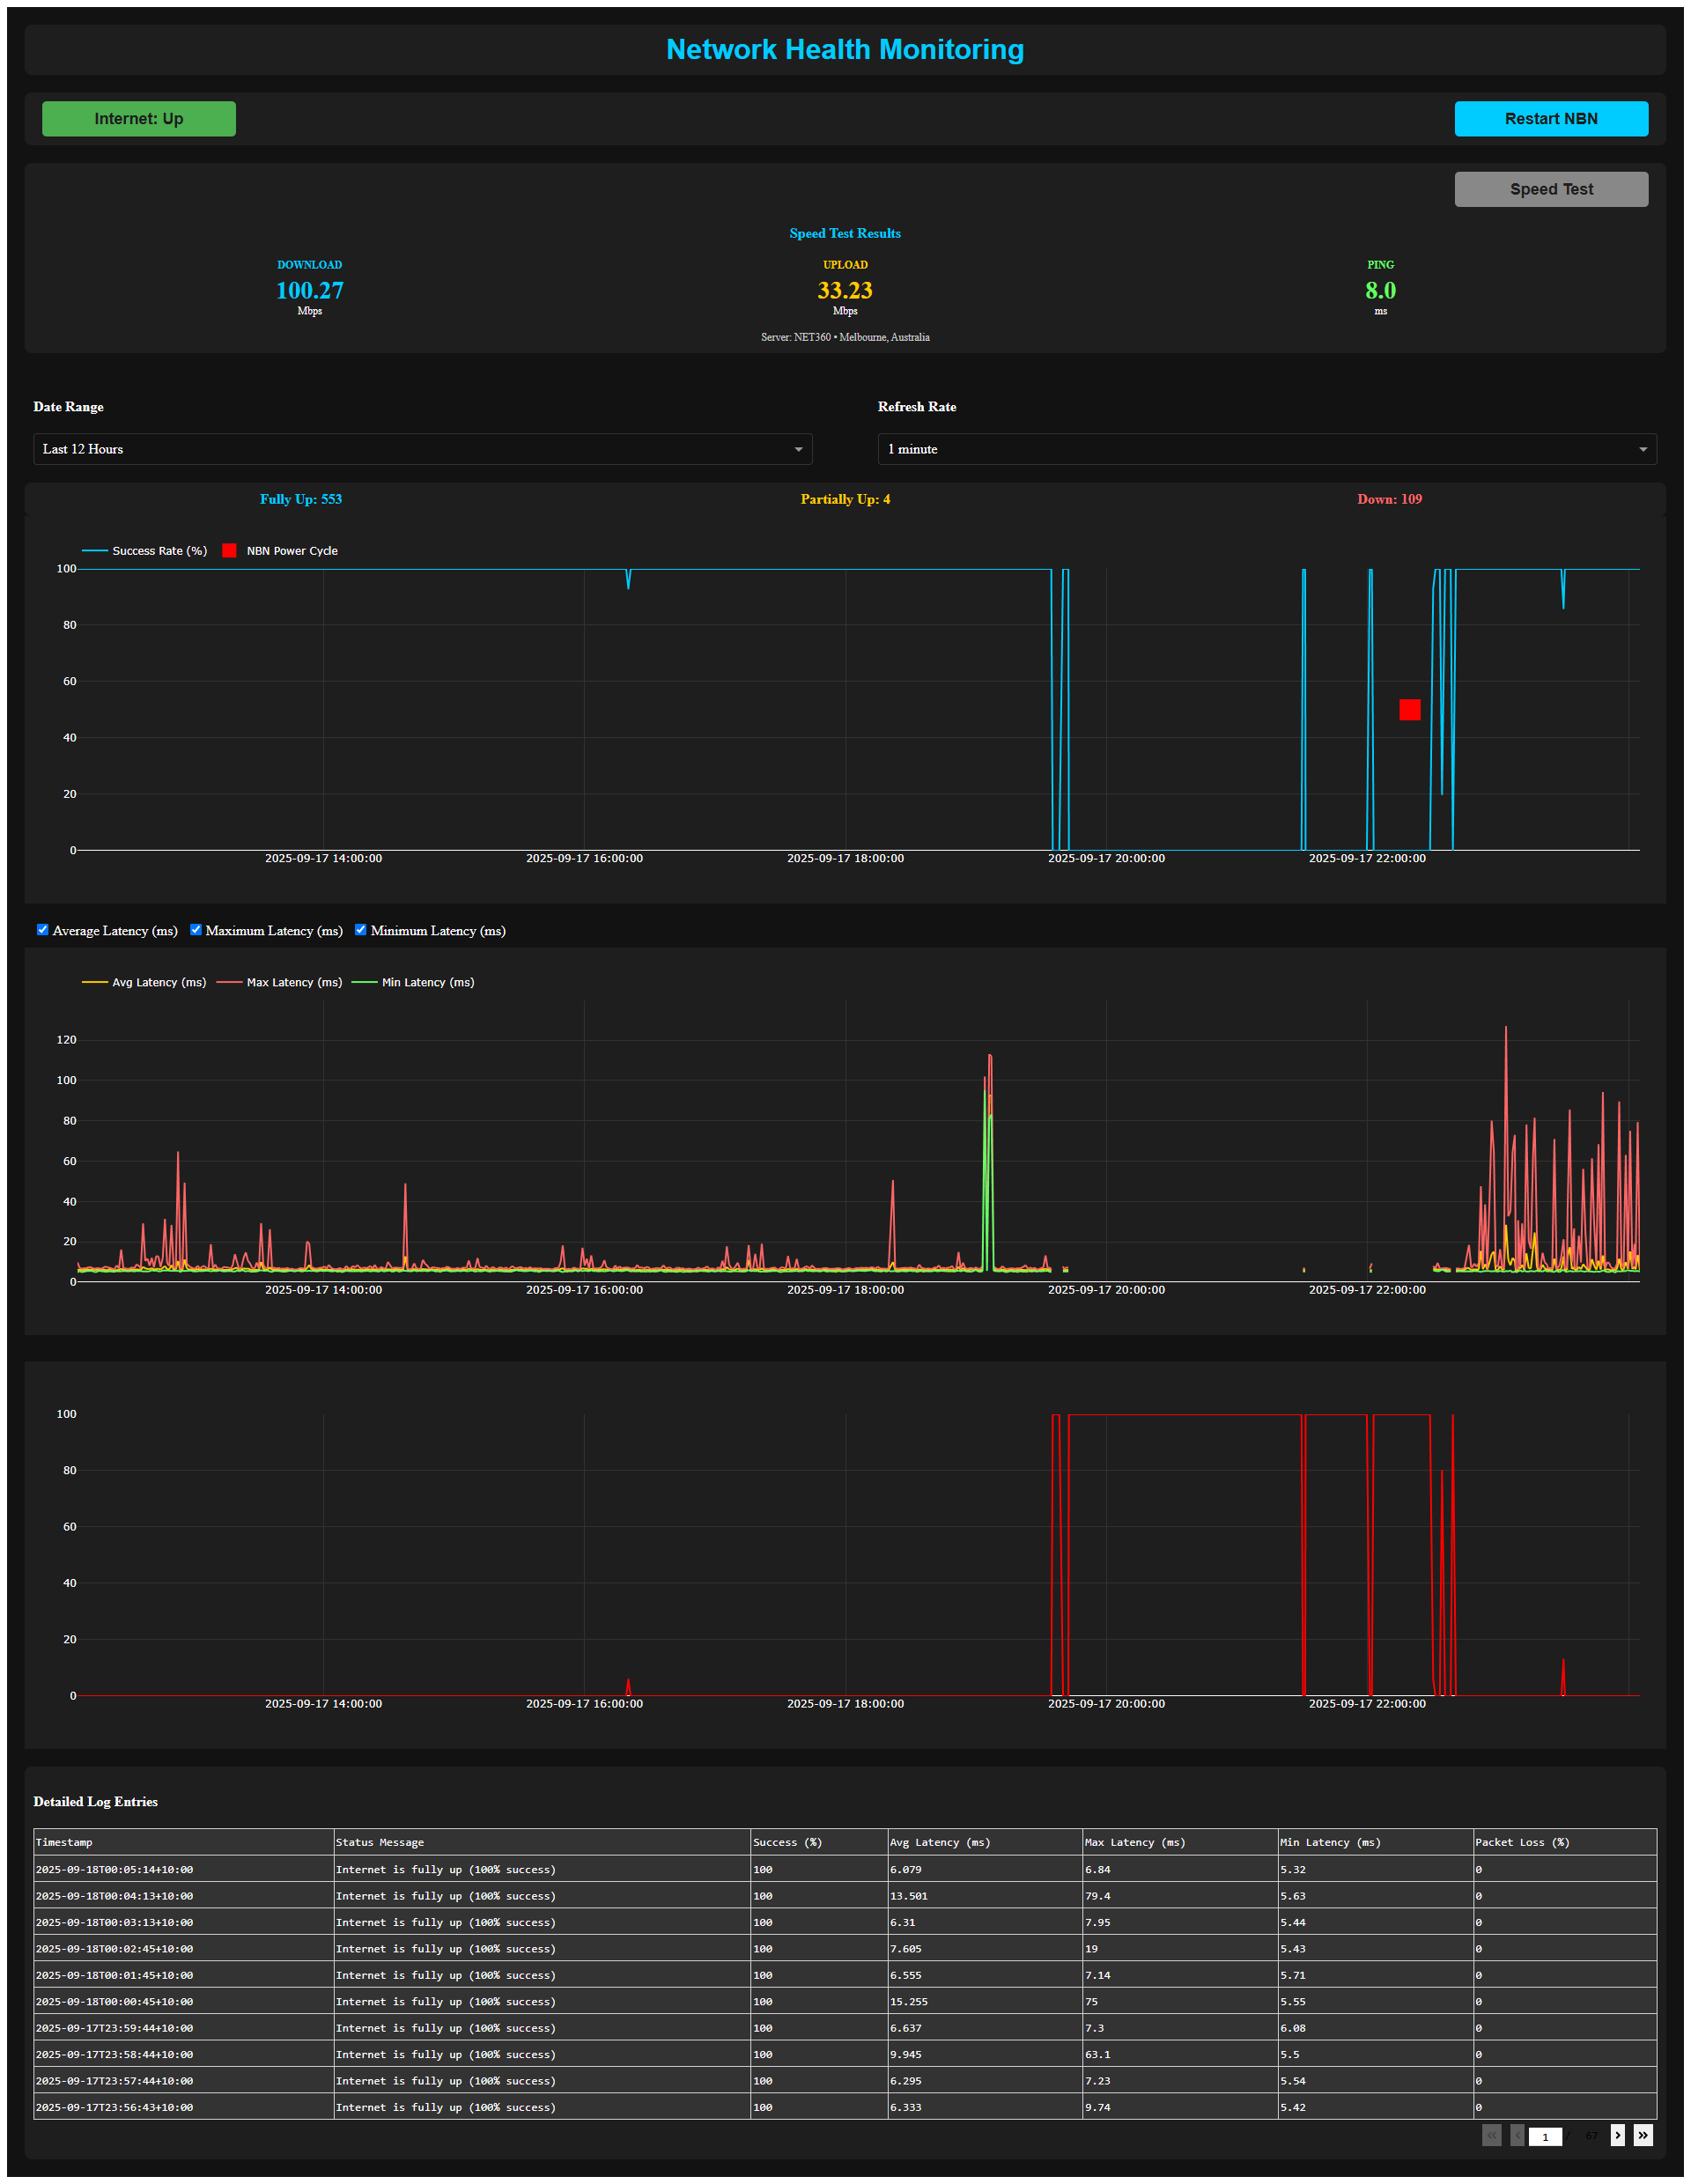 Network Health Monitoring
Internet: Up
Restart NBN
Speed Test
Speed Test Results
DOWNLOAD UPLOAD PING
100.27 33.23 8.0
Mbps Mbps ms
Server: NET360 • Melbourne, Australia
Date Range Refresh Rate
Last 12 Hours 1 minute
Fully Up: 553 Partially Up: 4 Down: 109
Success Rate (%) NBN Power Cycle
100
80
60
40
20
0
2025-09-17 14:00:00 2025-09-17 16:00:00 2025-09-17 18:00:00 2025-09-17 20:00:00 2025-09-17 22:00:00
Average Latency (ms) Maximum Latency (ms) Minimum Latency (ms)
Avg Latency (ms) Max Latency (ms) Min Latency (ms)
120
100
80
60
40
20
0
2025-09-17 14:00:00 2025-09-17 16:00:00 2025-09-17 18:00:00 2025-09-17 20:00:00 2025-09-17 22:00:00
100
80
60
40
20
0
2025-09-17 14:00:00 2025-09-17 16:00:00 2025-09-17 18:00:00 2025-09-17 20:00:00 2025-09-17 22:00:00
Detailed Log Entries
Timestamp Status Message Success (%) Avg Latency (ms) Max Latency (ms) Min Latency (ms) Packet Loss (%)
2025-09-18T00:05:14+10:00 Internet is fully up (100% success) 100 6.079 6.84 5.32 0
2025-09-18T00:04:13+10:00 Internet is fully up (100% success) 100 13.501 79.4 5.63 0
2025-09-18T00:03:13+10:00 Internet is fully up (100% success) 100 6.31 7.95 5.44 0
2025-09-18T00:02:45+10:00 Internet is fully up (100% success) 100 7.605 19 5.43 0
2025-09-18T00:01:45+10:00 Internet is fully up (100% success) 100 6.555 7.14 5.71 0
2025-09-18T00:00:45+10:00 Internet is fully up (100% success) 100 15.255 75 5.55 0
2025-09-17T23:59:44+10:00 Internet is fully up (100% success) 100 6.637 7.3 6.08 0
2025-09-17T23:58:44+10:00 Internet is fully up (100% success) 100 9.945 63.1 5.5 0
2025-09-17T23:57:44+10:00 Internet is fully up (100% success) 100 6.295 7.23 5.54 0
2025-09-17T23:56:43+10:00 Internet is fully up (100% success) 100 6.333 9.74 5.42 0
1 / 67